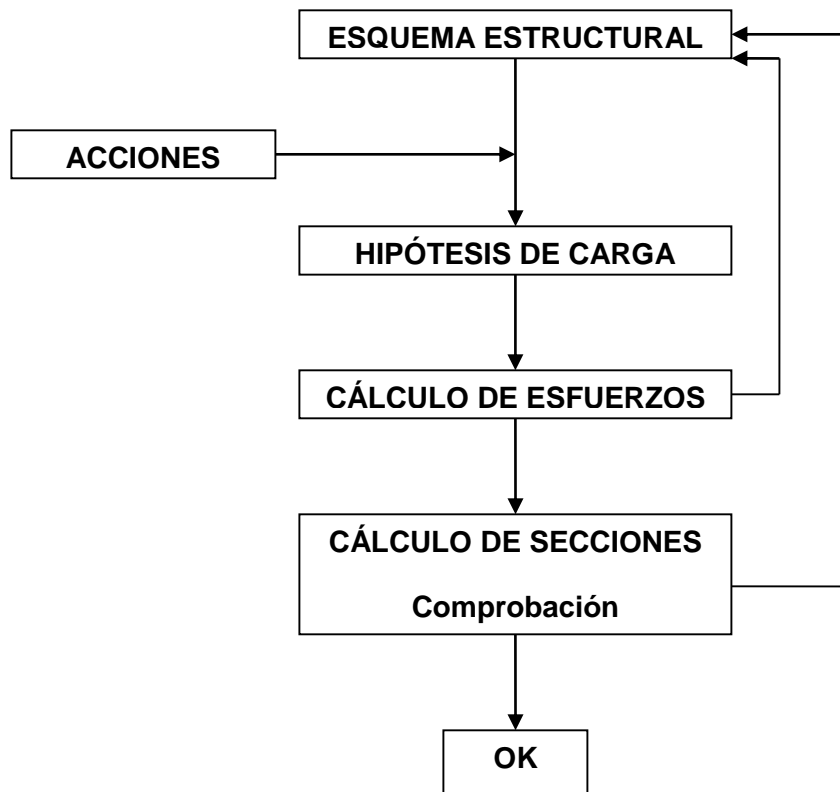 ESQUEMA ESTRUCTURAL
ACCIONES
HIPÓTESIS DE CARGA
CÁLCULO DE ESFUERZOS
CÁLCULO DE SECCIONES
Comprobación
OK